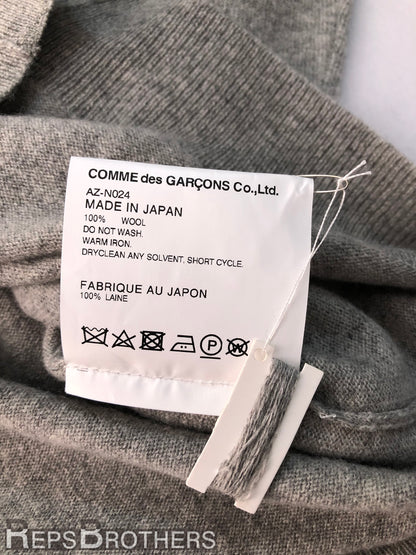 COMME des GARÇONS Co.,Ltd.
AZ-N024
MADE IN JAPAN
100% WOOL
DO NOT WASH.
WARM IRON.
DRYCLEAN ANY SOLVENT, SHORT CYCLE.
FABRIQUE AU JAPON
100% LAINE
P
W
REPSBROTHERS